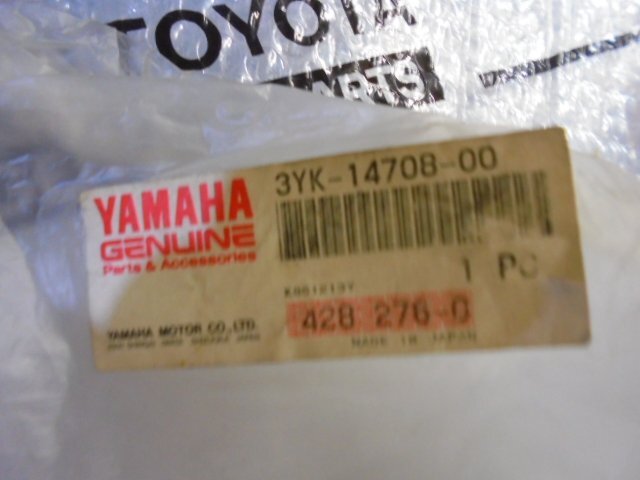 TOYOTA
PARTS
3YK-14708-00
YAMAHA
GENUINE
Parts & Accessories
1 PC
428 276-0
YAMAHA MOTOR CO., LTD.
MADE IN JAPAN